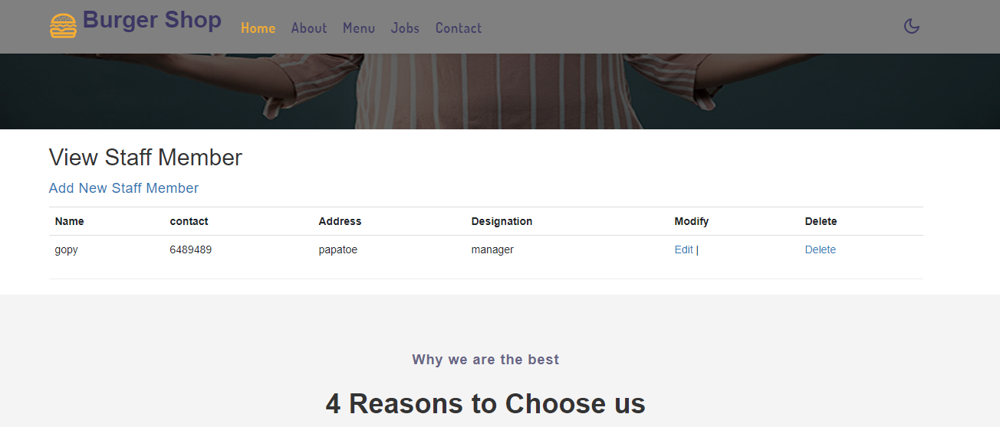 Burger Shop Home About Menu Jobs Contact
View Staff Member
Add New Staff Member
Name contact Address Designation Modify Delete
gopy 6489489 papatoe manager Edit | Delete
Why we are the best
4 Reasons to Choose us